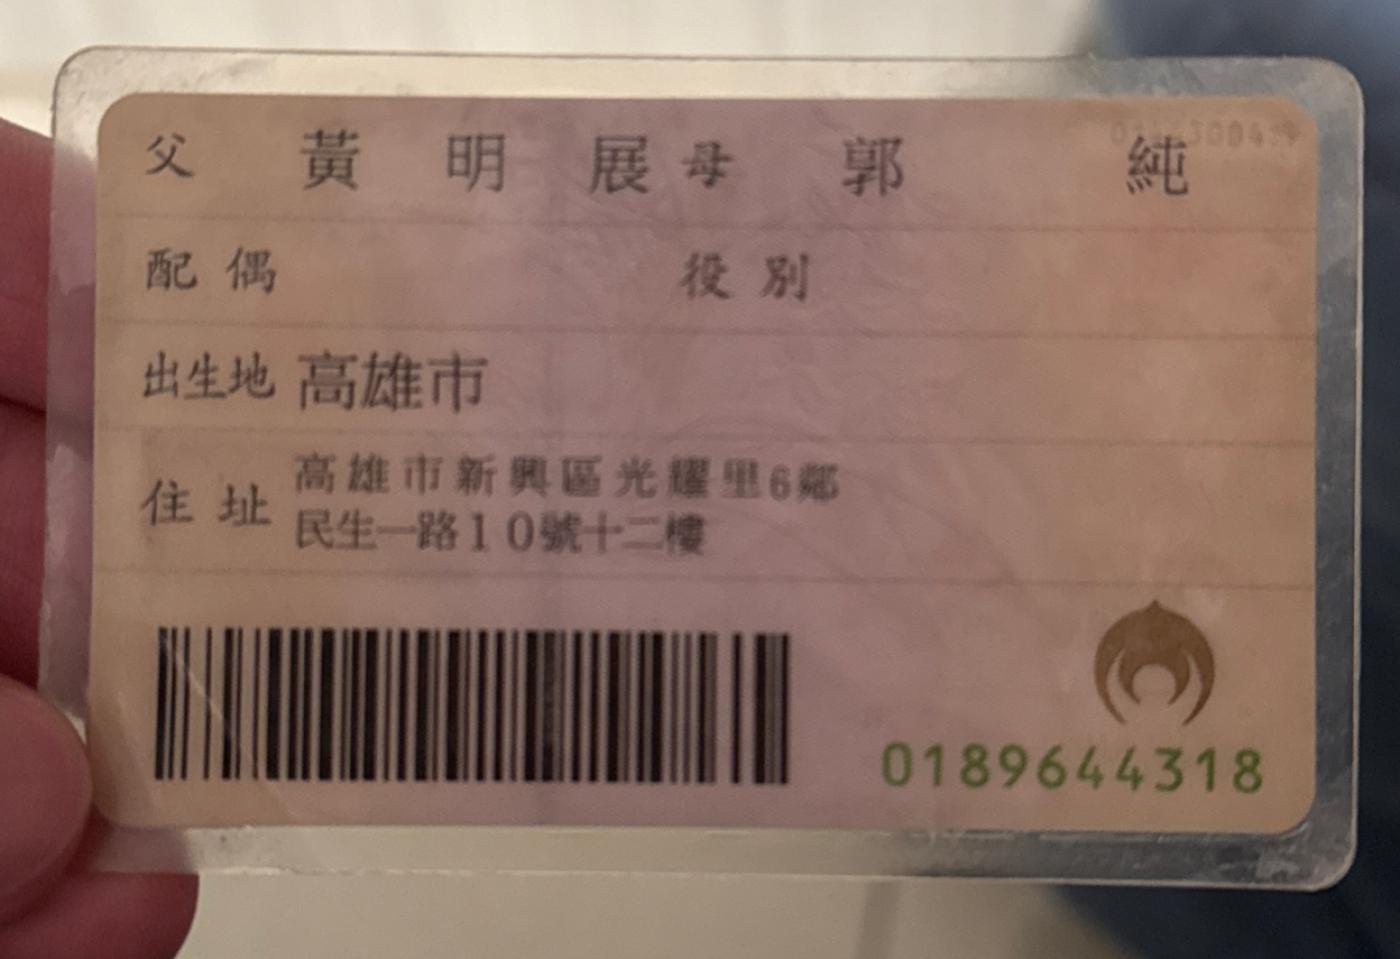 父 黃明展 母 郭純
配偶 役別
出生地 高雄市
住址 高雄市新興區光耀里6鄰
民生一路10號十二樓
0189644318